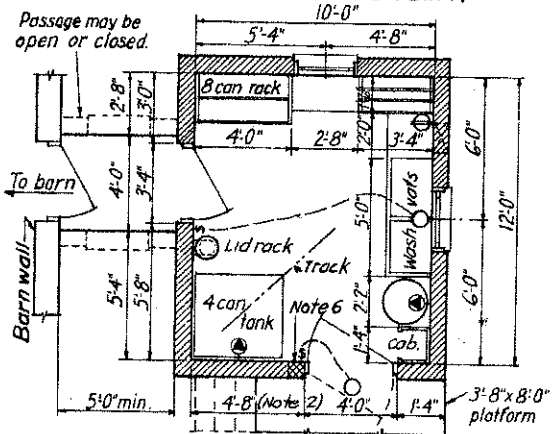 10'-0"
Passage may be
open or closed.
5'-4"
4'-8"
2'-8"
3'-0"
8 can rack
2'-0"
4'-0"
2'-8"
3'-4"
6'-0"
To barn
4'-0"
3'-4"
5'-0"
Wash vats
12'-0"
S
Lid rack
Track
Barn wall
5'-4"
5'-8"
4 can
tank
Note 6
2'-2"
6'-0"
1'-4"
Cab.
S
5'-0" min.
4'-8" (Note 2)
4'-0"
1'-4"
3'-8" x 8'-0"
platform